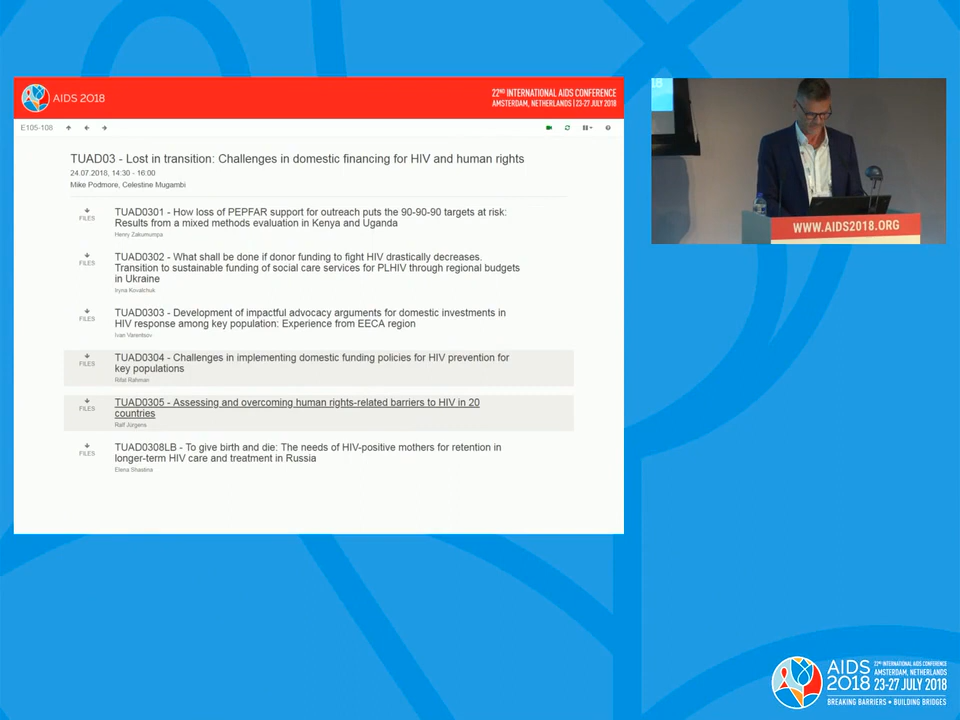 AIDS 2018
22ND INTERNATIONAL AIDS CONFERENCE
AMSTERDAM, NETHERLANDS | 23-27 JULY 2018
E105-108
TUAD03 - Lost in transition: Challenges in domestic financing for HIV and human rights
24.07.2018, 14:30 - 16:00
Mike Podmore, Celestine Mugambi
FILES
TUAD0301 - How loss of PEPFAR support for outreach puts the 90-90-90 targets at risk:
Results from a mixed methods evaluation in Kenya and Uganda
Henry Zakumumpa
FILES
TUAD0302 - What shall be done if donor funding to fight HIV drastically decreases.
Transition to sustainable funding of social care services for PLHIV through regional budgets
in Ukraine
Iryna Kovalchuk
FILES
TUAD0303 - Development of impactful advocacy arguments for domestic investments in
HIV response among key population: Experience from EECA region
Ivan Varentsov
FILES
TUAD0304 - Challenges in implementing domestic funding policies for HIV prevention for
key populations
Rifat Rahman
FILES
TUAD0305 - Assessing and overcoming human rights-related barriers to HIV in 20
countries
Ralf Jürgens
FILES
TUAD0308LB - To give birth and die: The needs of HIV-positive mothers for retention in
longer-term HIV care and treatment in Russia
Elena Shastina
18
WWW.AIDS2018.ORG
AIDS
2018
22ND INTERNATIONAL AIDS CONFERENCE
AMSTERDAM, NETHERLANDS
23-27 JULY 2018
BREAKING BARRIERS • BUILDING BRIDGES